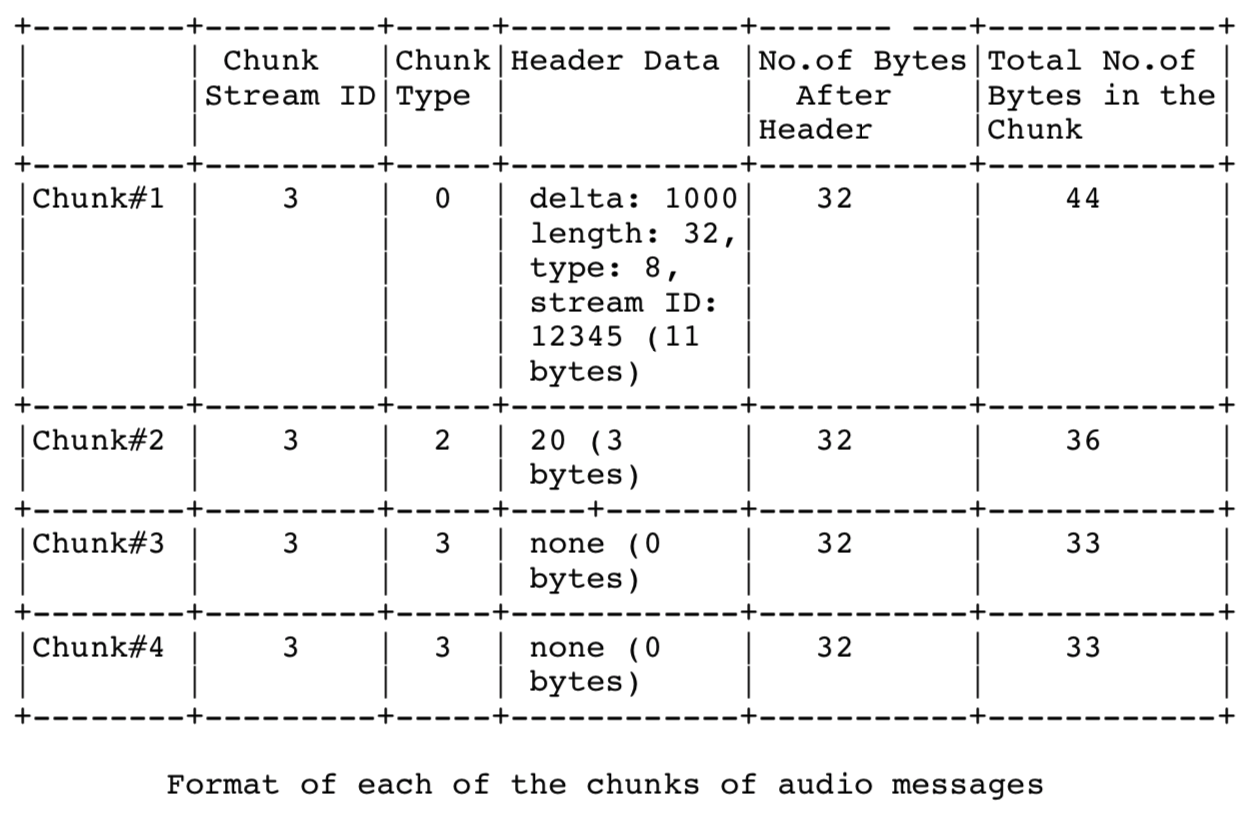 +--------+---------+-----+------------+------- ---+------------+
|        | Chunk   |Chunk|Header Data |No.of Bytes|Total No.of |
|        |Stream ID|Type |            |  After    |Bytes in the|
|        |         |     |            |Header     |Chunk       |
+--------+---------+-----+------------+-----------+------------+
|Chunk#1 |    3    |  0  | delta: 1000|   32      |    44      |
|        |         |     | length: 32,|           |            |
|        |         |     | type: 8,   |           |            |
|        |         |     | stream ID: |           |            |
|        |         |     | 12345 (11  |           |            |
|        |         |     | bytes)     |           |            |
+--------+---------+-----+------------+-----------+------------+
|Chunk#2 |    3    |  2  | 20 (3      |   32      |    36      |
|        |         |     | bytes)     |           |            |
+--------+---------+-----+----+-------+-----------+------------+
|Chunk#3 |    3    |  3  | none (0    |   32      |    33      |
|        |         |     | bytes)     |           |            |
+--------+---------+-----+------------+-----------+------------+
|Chunk#4 |    3    |  3  | none (0    |   32      |    33      |
|        |         |     | bytes)     |           |            |
+--------+---------+-----+------------+-----------+------------+
Format of each of the chunks of audio messages